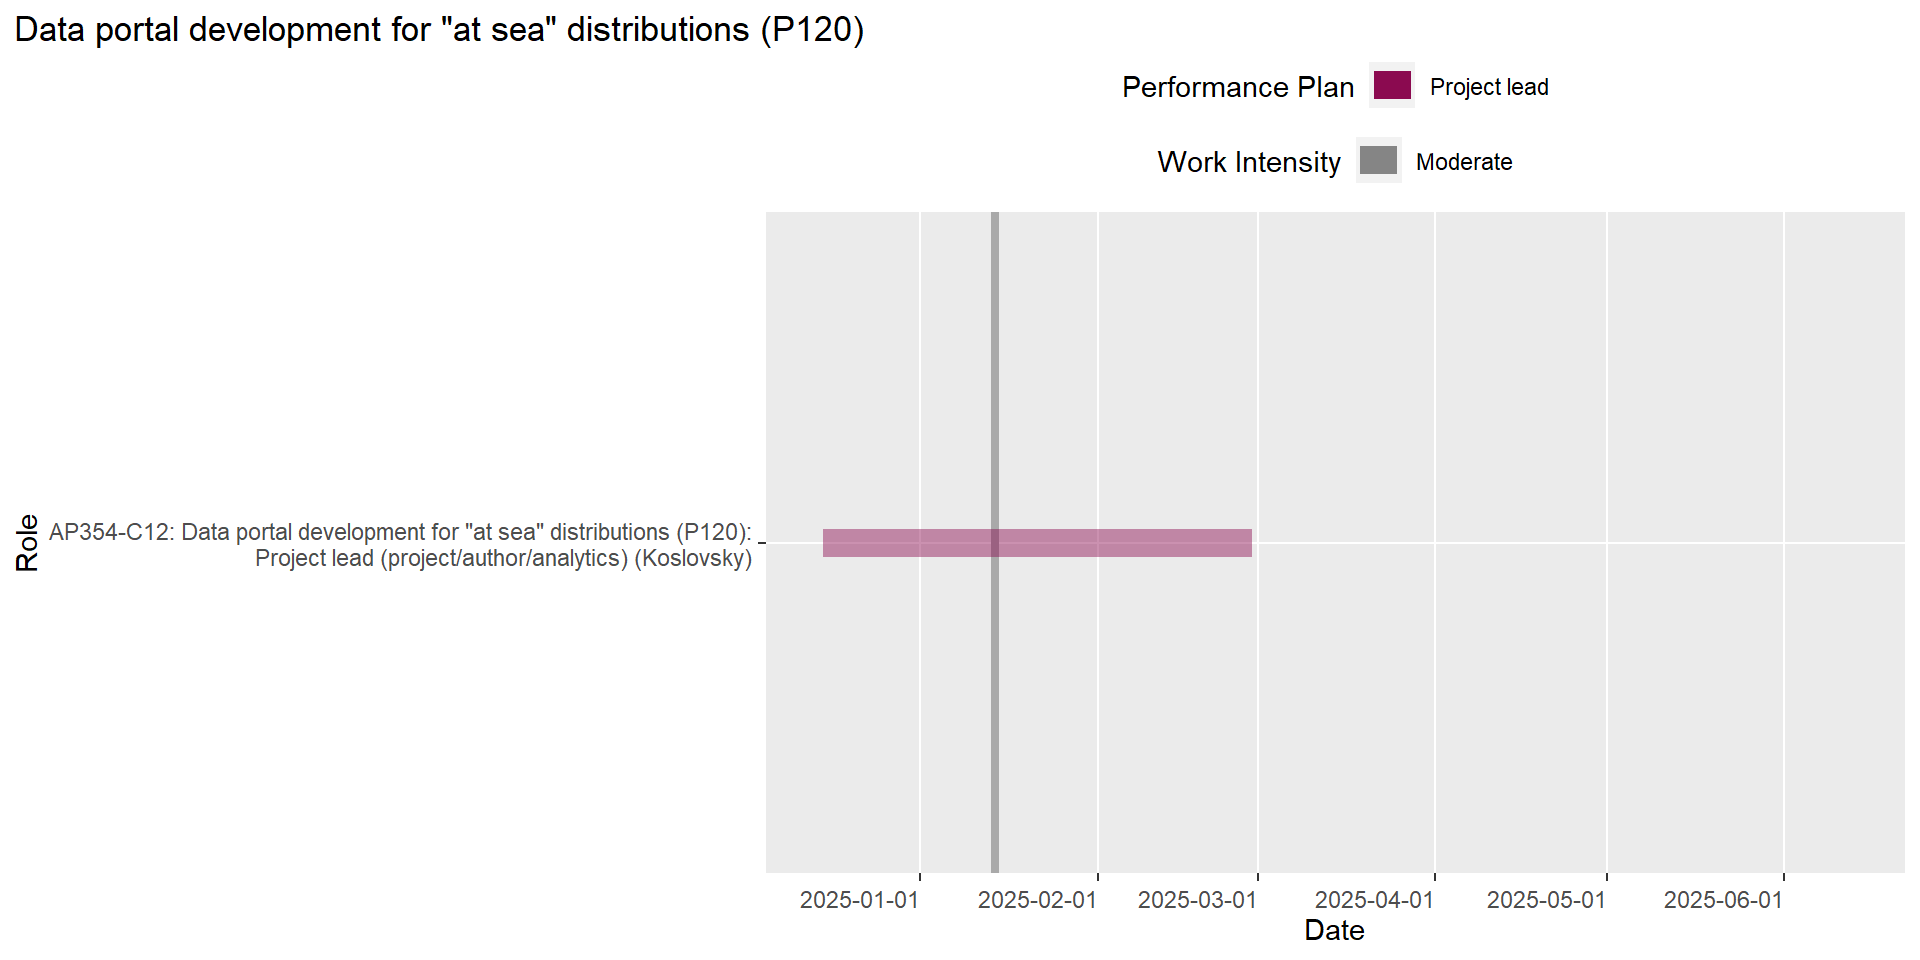 Data portal development for "at sea" distributions (P120)
Performance Plan
Project lead
Work Intensity
Moderate
Role
AP354-C12: Data portal development for "at sea" distributions (P120):
Project lead (project/author/analytics) (Koslovsky)
2025-01-01
2025-02-01
2025-03-01
2025-04-01
2025-05-01
2025-06-01
Date